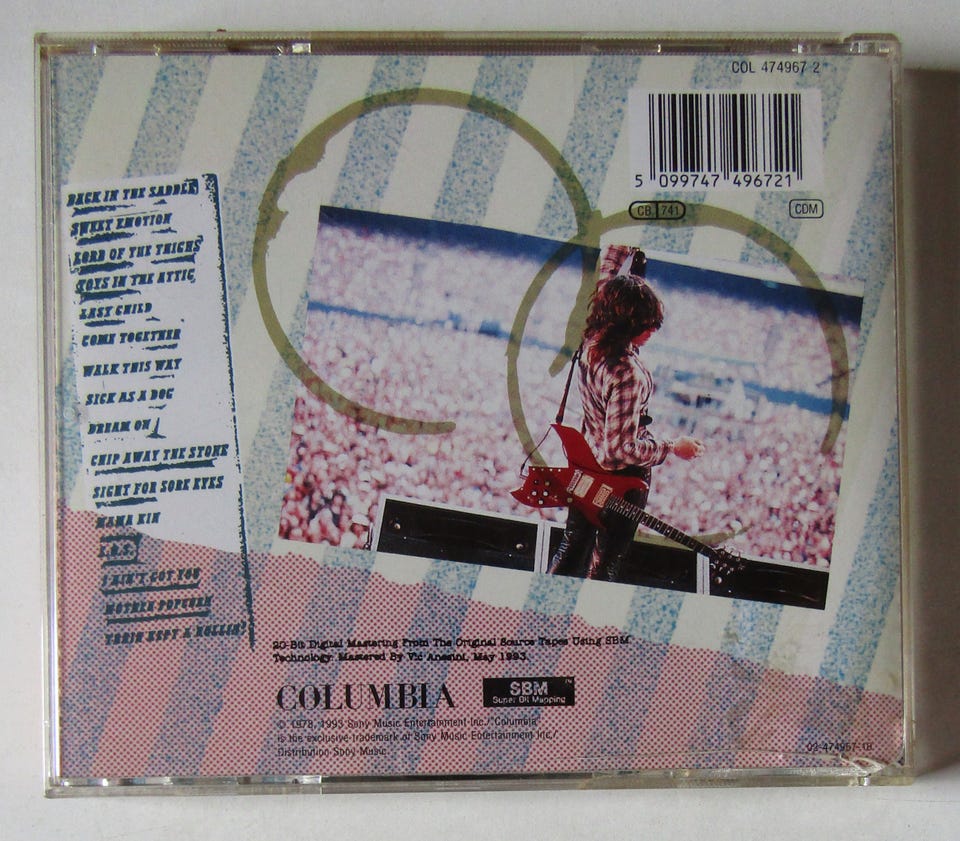 COL 474967 2
5 099747 496721
CB 741
CDM
BACK IN THE SADDLE
SWEET EMOTION
LORD OF THE THIGHS
TOYS IN THE ATTIC
LAST CHILD
COME TOGETHER
WALK THIS WAY
SICK AS A DOG
DREAM ON
CHIP AWAY THE STONE
SIGHT FOR SORE EYES
MAMA KIN
I AIN'T GOT YOU
MOTHER POPCORN
TRAIN KEPT A ROLLIN'
20-Bit Digital Mastering From The Original Source Tapes Using SBM
Technology. Mastered By Vic Anesini, May 1993.
COLUMBIA
SBM™
Super Bit Mapping
© 1978, 1993 Sony Music Entertainment Inc./"Columbia"
is the exclusive trademark of Sony Music Entertainment Inc./
Distribution Sony Music.
02-474967-10